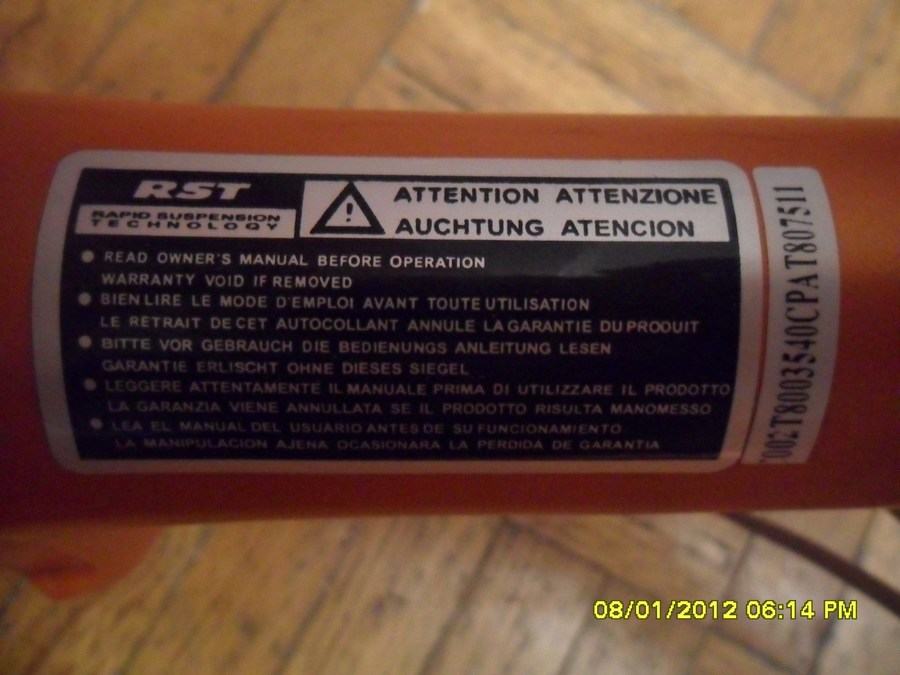 RST
RAPID SUSPENSION
TECHNOLOGY
ATTENTION ATTENZIONE
AUCHTUNG ATENCION
READ OWNER'S MANUAL BEFORE OPERATION
WARRANTY VOID IF REMOVED
BIEN LIRE LE MODE D'EMPLOI AVANT TOUTE UTILISATION
LE RETRAIT DE CET AUTOCOLLANT ANNULE LA GARANTIE DU PRODUIT
BITTE VOR GEBRAUCH DIE BEDIENUNGS ANLEITUNG LESEN
GARANTIE ERLISCHT OHNE DIESES SIEGEL
LEGGERE ATTENTAMENTE IL MANUALE PRIMA DI UTILIZZARE IL PRODOTTO
LA GARANZIA VIENE ANNULLATA SE IL PRODOTTO RISULTA MANOMESSO
LEA EL MANUAL DEL USUARIO ANTES DE SU FUNCIONAMIENTO
LA MANIPULACION AJENA OCASIONARA LA PERDIDA DE GARANTIA
08/01/2012 06:14 PM